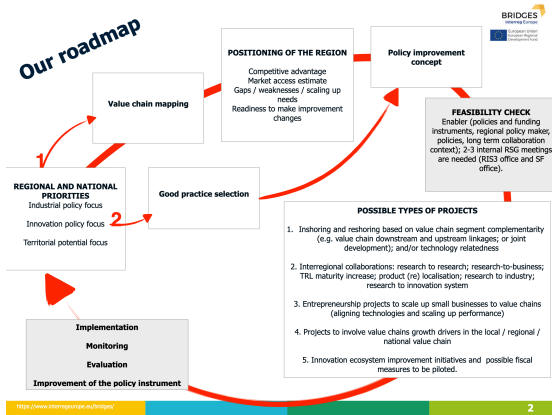 Our roadmap
BRIDGES
Interreg Europe
European Union
European Regional
Development Fund
POSITIONING OF THE REGION
Competitive advantage
Market access estimate
Gaps / weaknesses / scaling up
needs
Readiness to make improvement
changes
Policy improvement
concept
Value chain mapping
FEASIBILITY CHECK
Enabler (policies and funding
instruments, regional policy maker,
policies, long term collaboration
context); 2-3 internal RSG meetings
are needed (RIS3 office and SF
office).
1
REGIONAL AND NATIONAL
PRIORITIES
Industrial policy focus
Innovation policy focus
Territorial potential focus
2
Good practice selection
POSSIBLE TYPES OF PROJECTS
1. Inshoring and reshoring based on value chain segment complementarity
(e.g. value chain downstream and upstream linkages; or joint
development); and/or technology relatedness
2. Interregional collaborations: research to research; research-to-business;
TRL maturity increase; product (re) localisation; research to industry;
research to innovation system
3. Entrepreneurship projects to scale up small businesses to value chains
(aligning technologies and scaling up performance)
4. Projects to involve value chains growth drivers in the local / regional /
national value chain
5. Innovation ecosystem improvement initiatives and possible fiscal
measures to be piloted.
Implementation
Monitoring
Evaluation
Improvement of the policy instrument
https://www.interregeurope.eu/bridges/
2